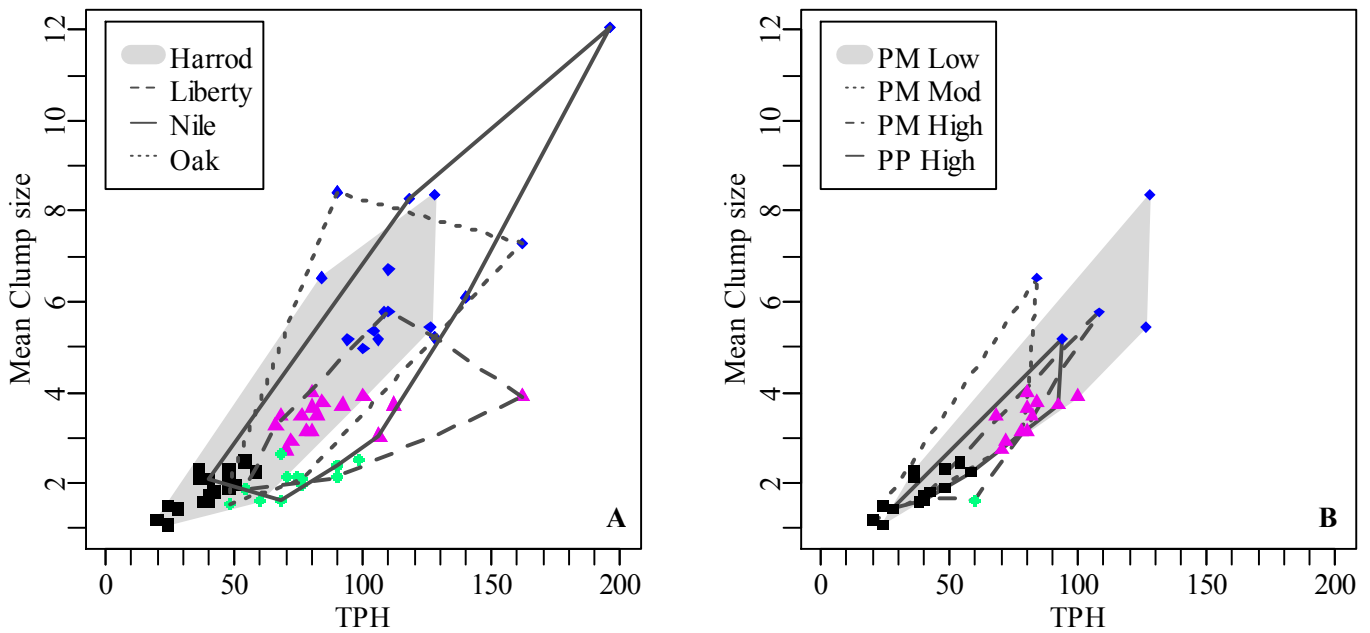 Harrod
Liberty
Nile
Oak
Mean Clump size
2 4 6 8 10 12
0 50 100 150 200
TPH
A
PM Low
PM Mod
PM High
PP High
Mean Clump size
2 4 6 8 10 12
0 50 100 150 200
TPH
B